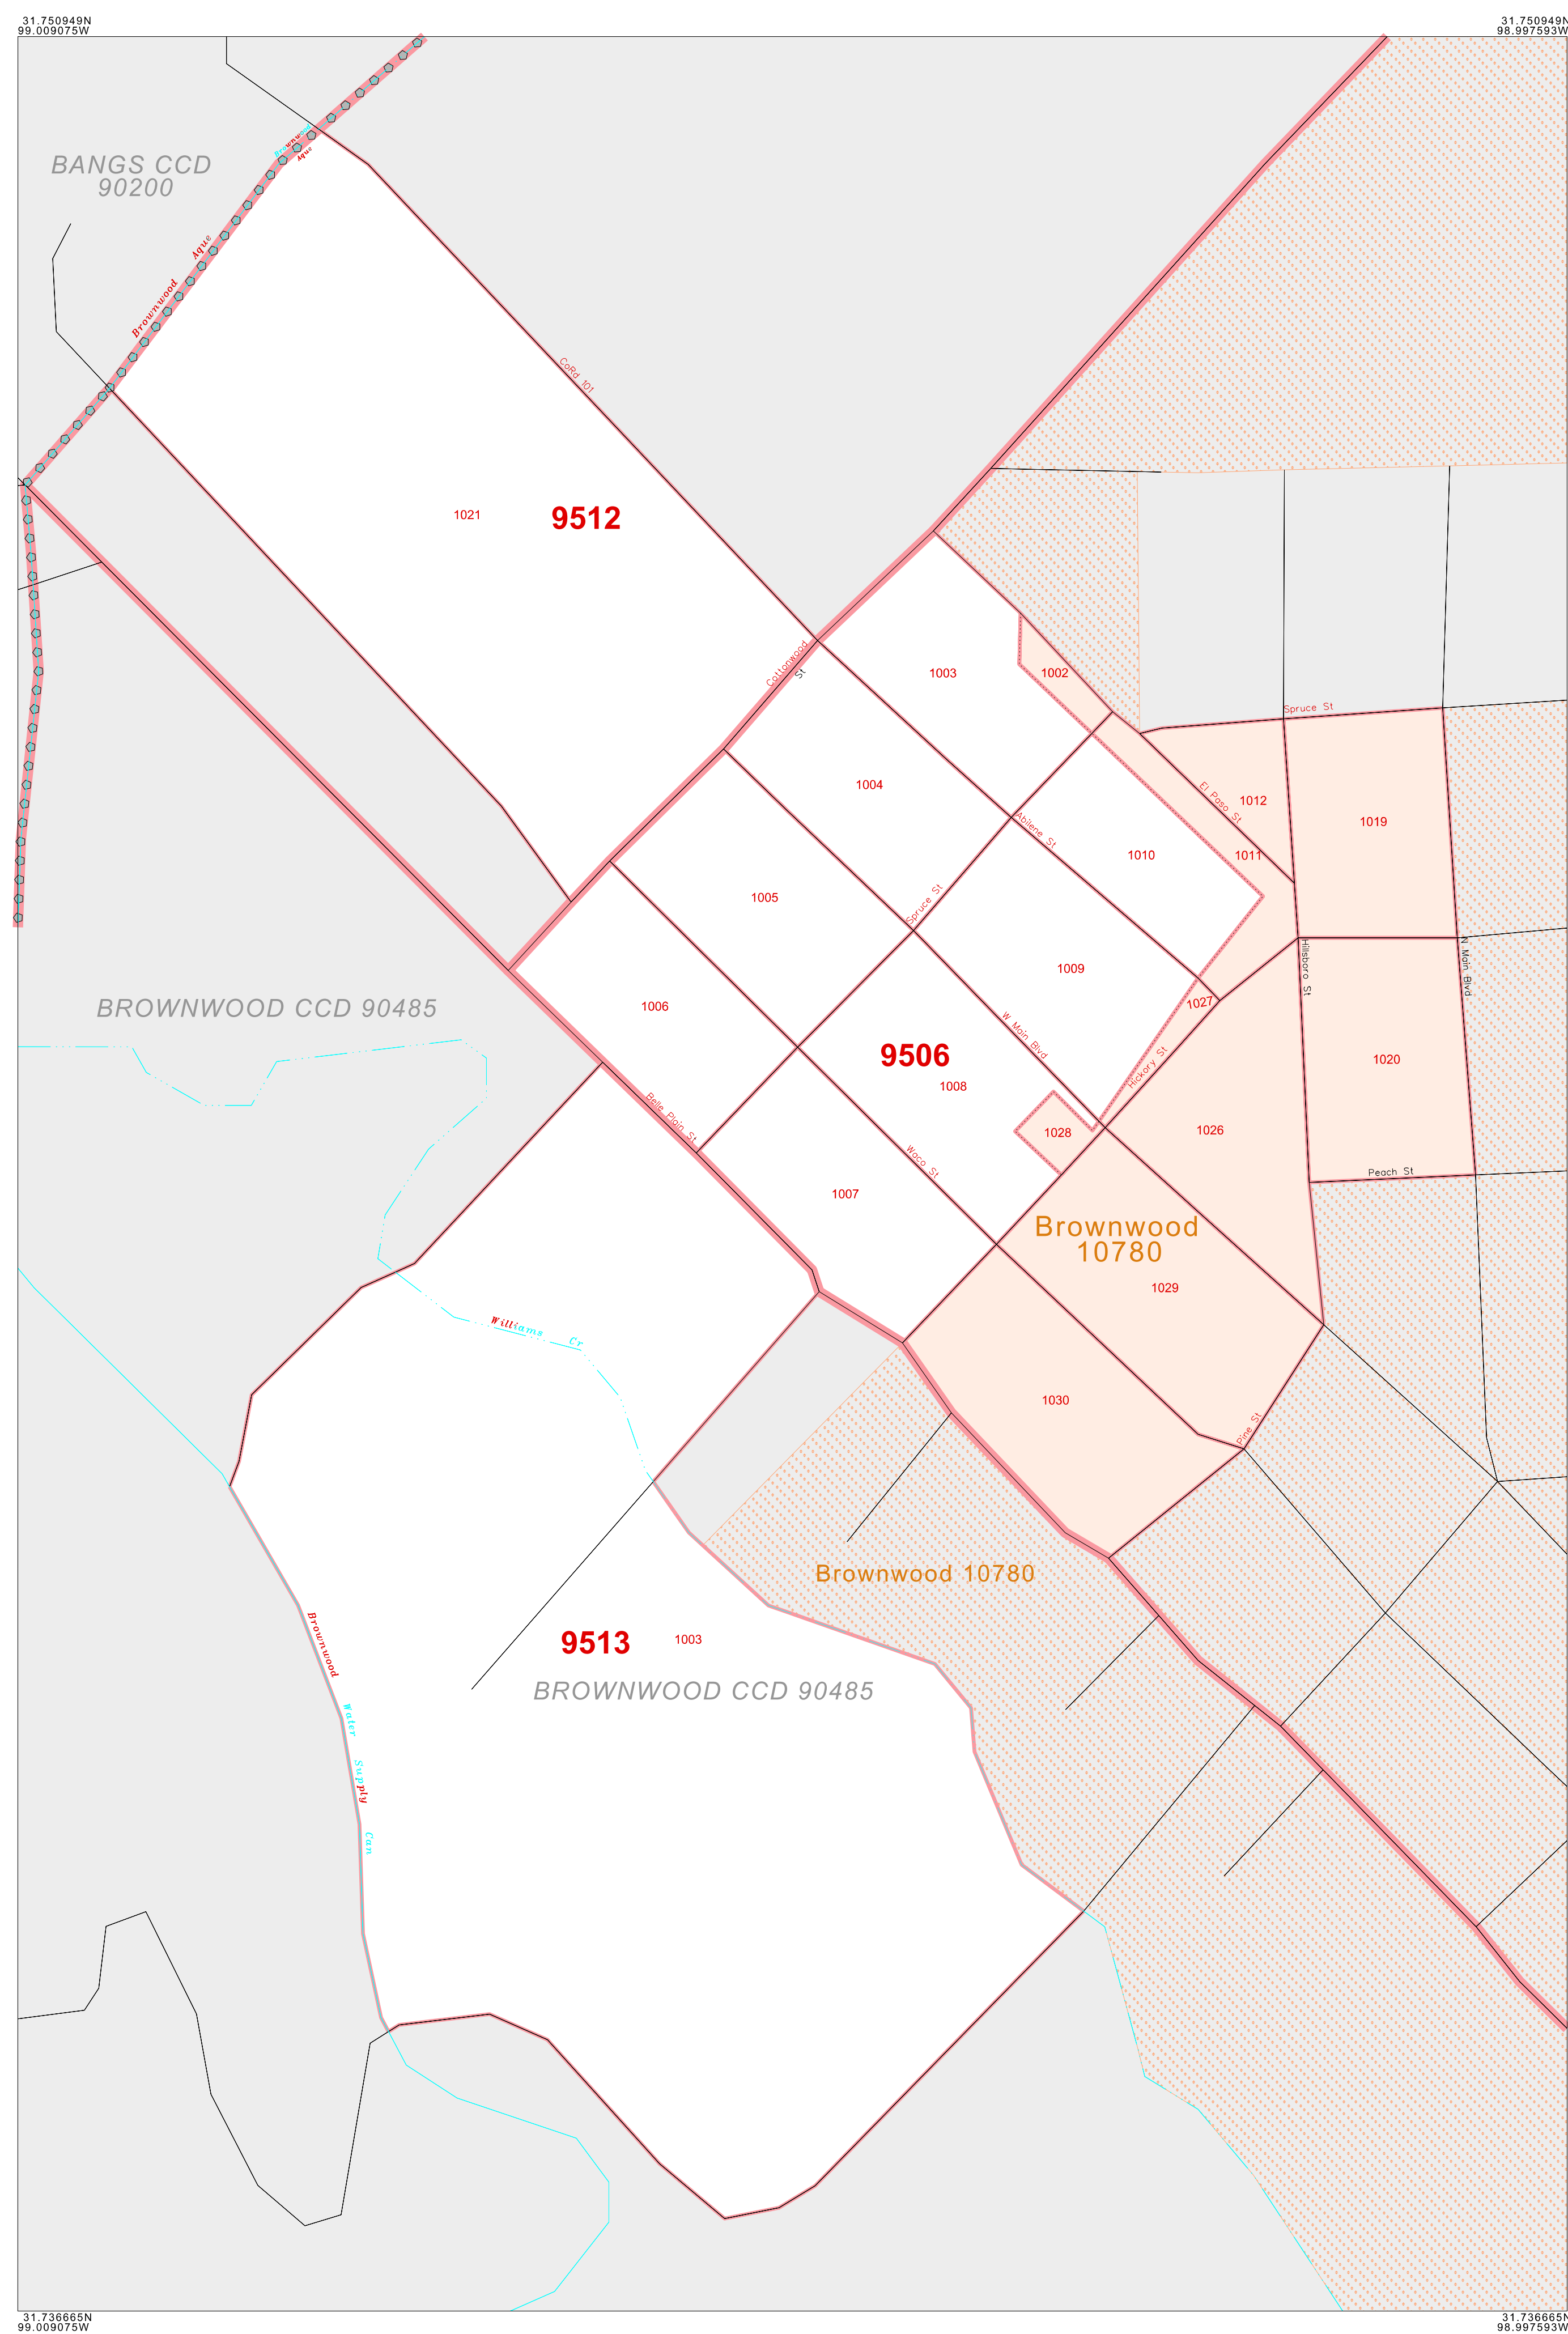 31.750949N
99.009075W
31.750949N
98.997593W
BANGS CCD
90200
Brownwood
Aque
Brownwood Aque
CoRd 101
1021
9512
Cottonwood
St
1003
1002
Spruce St
1004
El Paso St
1012
1019
Abilene St
1010
1011
1005
Spruce St
1009
Hillsboro St
N Main Blvd
BROWNWOOD CCD 90485
1006
1027
W Main Blvd
9506
1008
Hickory St
1020
Belle Plain St
1028
1026
Waco St
Peach St
1007
Brownwood
10780
1029
Williams Cr
1030
Pine St
Brownwood 10780
9513
1003
BROWNWOOD CCD 90485
Brownwood Water Supply Can
31.736665N
99.009075W
31.736665N
98.997593W